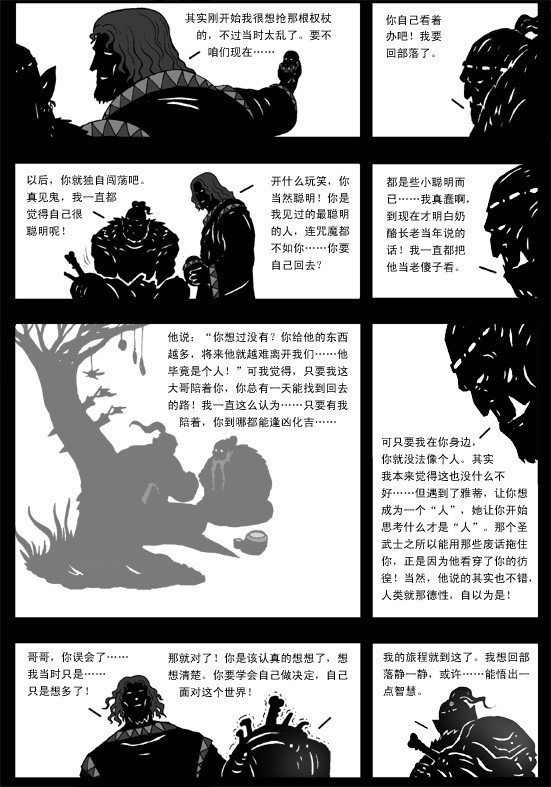 其实刚开始我很想抢那根权杖
的，不过当时太乱了。要不
咱们现在……
你自己看着
办吧！我要
回部落了。
以后，你就独自闯荡吧。
真见鬼，我一直都
觉得自己很
聪明呢！
开什么玩笑，你
当然聪明！你是
我见过的最聪明
的人，连咒魔都
不如你……你要
自己回去？
都是些小聪明而
已……我真蠢啊，
到现在才明白奶
酪长老当年说的
话！我一直都把
他当老傻子看。
他说：“你想过没有？你给他的东西
越多，将来他就越难离开我们……他
毕竟是个人！”可我觉得，只要我这
大哥陪着你，你总有一天能找到回去
的路！我一直这么认为……只要有我
陪着，你到哪都能逢凶化吉……
可只要我在你身边，
你就没法像个人。其实
我本来觉得这也没什么不
好……但遇到了雅蒂，让你想
成为一个“人”，她让你开始
思考什么才是“人”。那个圣
武士之所以能用那些废话拖住
你，正是因为他看穿了你的彷
徨！当然，他说的其实也不错，
人类就那德性，自以为是！
哥哥，你误会了……
我当时只是……
只是想多了！
那就对了！你是该认真的想想了，想
想清楚。你要学会自己做决定，自己
面对这个世界！
我的旅程就到这了。我想回部
落静一静，或许……能悟出一
点智慧。